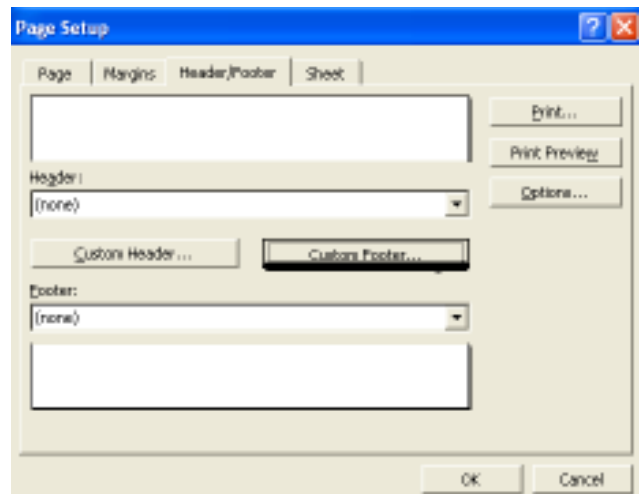 Page Setup
Page Margins Header/Footer Sheet
Print...
Print Preview
Options...
Header:
(none)
Custom Header... Custom Footer...
Footer:
(none)
OK Cancel